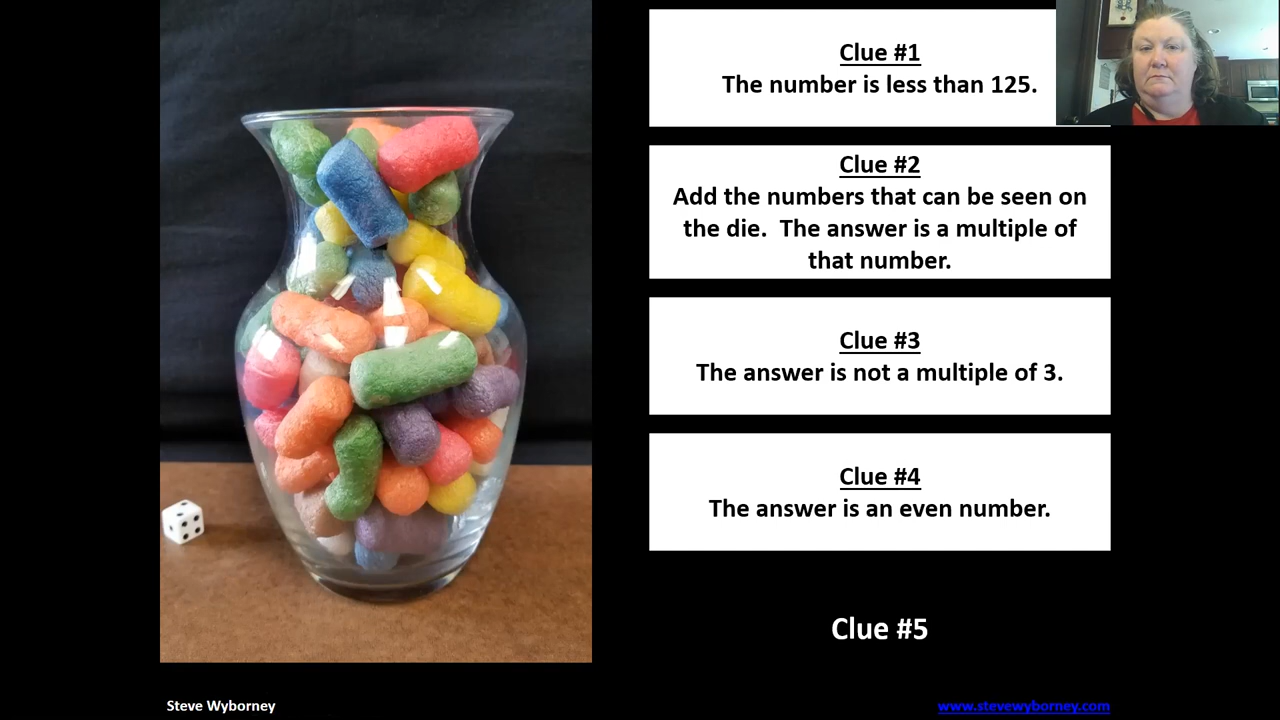 Clue #1
The number is less than 125.
Clue #2
Add the numbers that can be seen on
the die.  The answer is a multiple of
that number.
Clue #3
The answer is not a multiple of 3.
Clue #4
The answer is an even number.
Clue #5
Steve Wyborney
www.stevewyborney.com